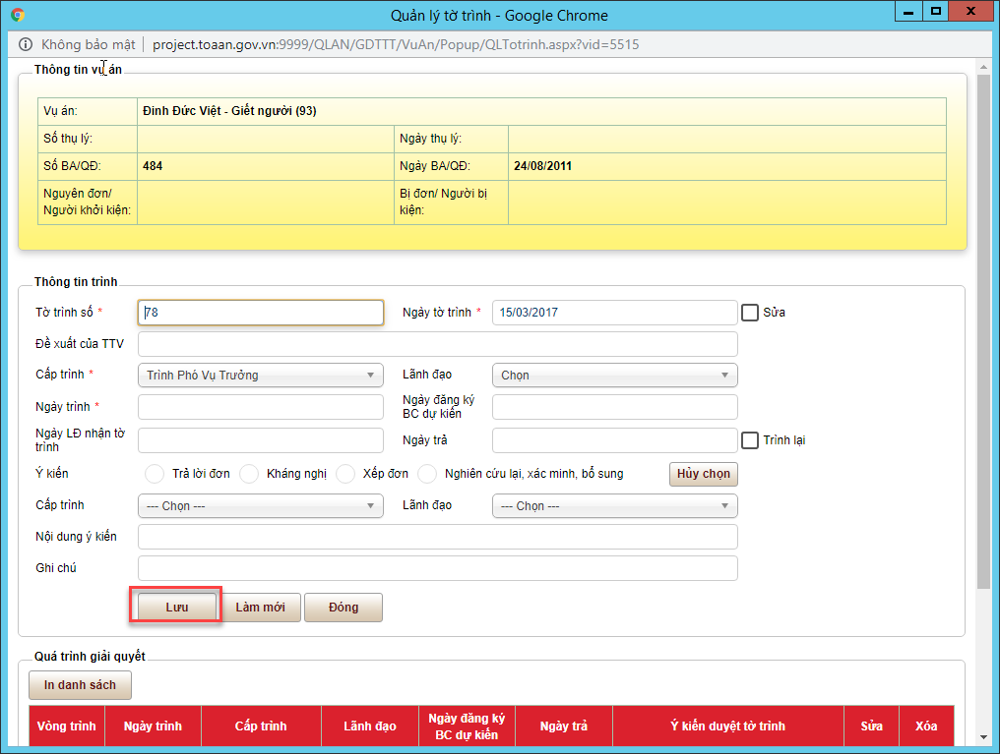 Quản lý tờ trình - Google Chrome
Không bảo mật | project.toaan.gov.vn:9999/QLAN/GDTTT/VuAn/Popup/QLTotrinh.aspx?vid=5515
Thông tin vụ án
Vụ án: Đinh Đức Việt - Giết người (93)
Số thụ lý: Ngày thụ lý:
Số BA/QĐ: 484 Ngày BA/QĐ: 24/08/2011
Nguyên đơn/ Bị đơn/ Người bị
Người khởi kiện: kiện:
Thông tin trình
Tờ trình số * 78 Ngày tờ trình * 15/03/2017 Sửa
Đề xuất của TTV
Cấp trình * Trình Phó Vụ Trưởng Lãnh đạo Chọn
Ngày trình * Ngày đăng ký
BC dự kiến
Ngày LĐ nhận tờ
trình Ngày trả Trình lại
Ý kiến Trả lời đơn Kháng nghị Xếp đơn Nghiên cứu lại, xác minh, bổ sung Hủy chọn
Cấp trình --- Chọn --- Lãnh đạo --- Chọn ---
Nội dung ý kiến
Ghi chú
Lưu Làm mới Đóng
Quá trình giải quyết
In danh sách
Vòng trình Ngày trình Cấp trình Lãnh đạo Ngày đăng ký
BC dự kiến Ngày trả Ý kiến duyệt tờ trình Sửa Xóa